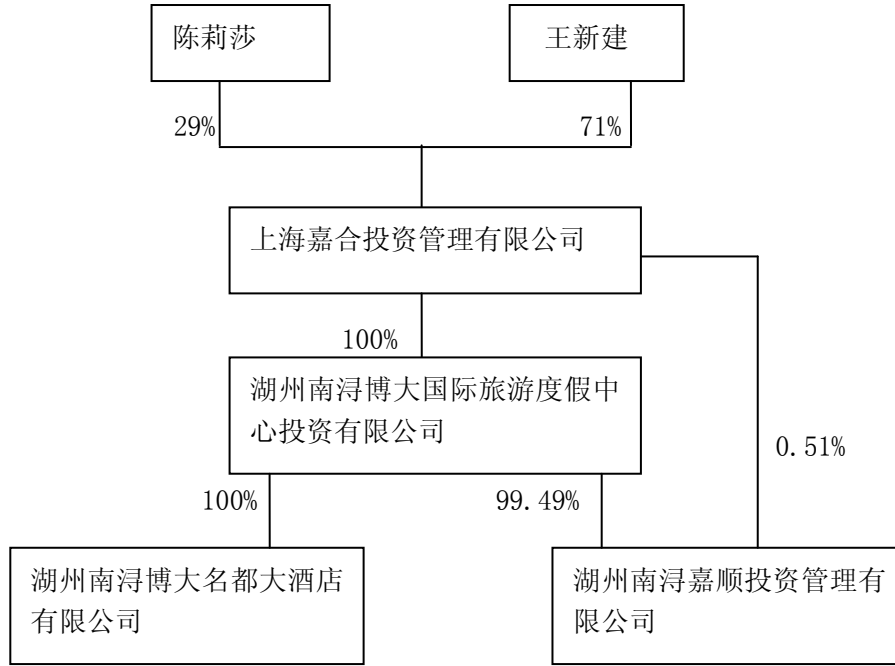 陈莉莎
王新建
29%
71%
上海嘉合投资管理有限公司
100%
湖州南浔博大国际旅游度假中
心投资有限公司
0.51%
100%
99.49%
湖州南浔博大名都大酒店
有限公司
湖州南浔嘉顺投资管理有
限公司